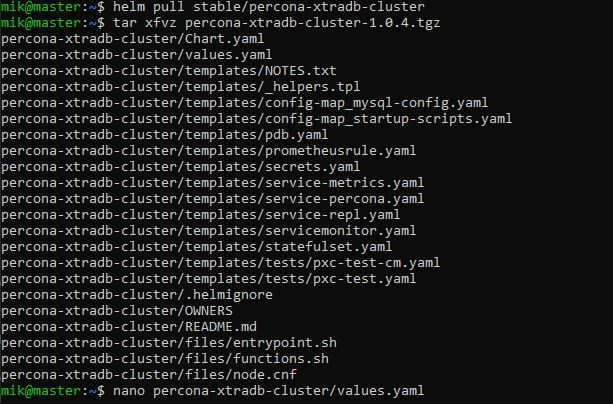 mik@master:~$ helm pull stable/percona-xtradb-cluster
mik@master:~$ tar xfvz percona-xtradb-cluster-1.0.4.tgz
percona-xtradb-cluster/Chart.yaml
percona-xtradb-cluster/values.yaml
percona-xtradb-cluster/templates/NOTES.txt
percona-xtradb-cluster/templates/_helpers.tpl
percona-xtradb-cluster/templates/config-map_mysql-config.yaml
percona-xtradb-cluster/templates/config-map_startup-scripts.yaml
percona-xtradb-cluster/templates/pdb.yaml
percona-xtradb-cluster/templates/prometheusrule.yaml
percona-xtradb-cluster/templates/secrets.yaml
percona-xtradb-cluster/templates/service-metrics.yaml
percona-xtradb-cluster/templates/service-percona.yaml
percona-xtradb-cluster/templates/service-repl.yaml
percona-xtradb-cluster/templates/servicemonitor.yaml
percona-xtradb-cluster/templates/statefulset.yaml
percona-xtradb-cluster/templates/tests/pxc-test-cm.yaml
percona-xtradb-cluster/templates/tests/pxc-test.yaml
percona-xtradb-cluster/.helmignore
percona-xtradb-cluster/OWNERS
percona-xtradb-cluster/README.md
percona-xtradb-cluster/files/entrypoint.sh
percona-xtradb-cluster/files/functions.sh
percona-xtradb-cluster/files/node.cnf
mik@master:~$ nano percona-xtradb-cluster/values.yaml